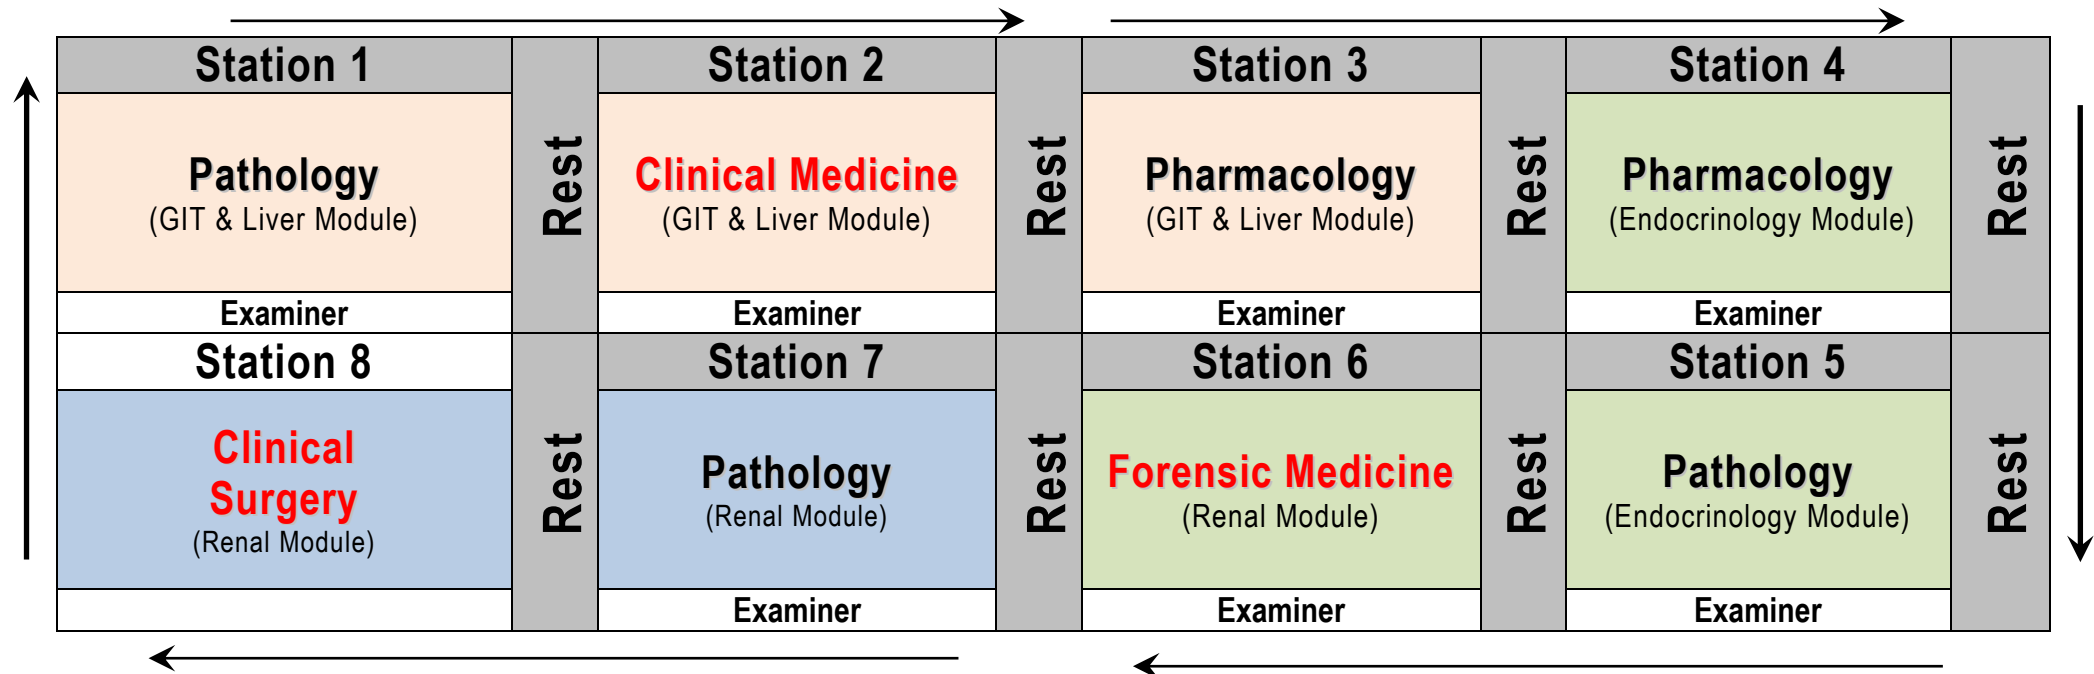 Station 1
Rest
Station 2
Rest
Station 3
Rest
Station 4
Rest
Pathology
(GIT & Liver Module)
Clinical Medicine
(GIT & Liver Module)
Pharmacology
(GIT & Liver Module)
Pharmacology
(Endocrinology Module)
Examiner
Examiner
Examiner
Examiner
Station 8
Rest
Station 7
Rest
Station 6
Rest
Station 5
Rest
Clinical
Surgery
(Renal Module)
Pathology
(Renal Module)
Forensic Medicine
(Renal Module)
Pathology
(Endocrinology Module)
Examiner
Examiner
Examiner